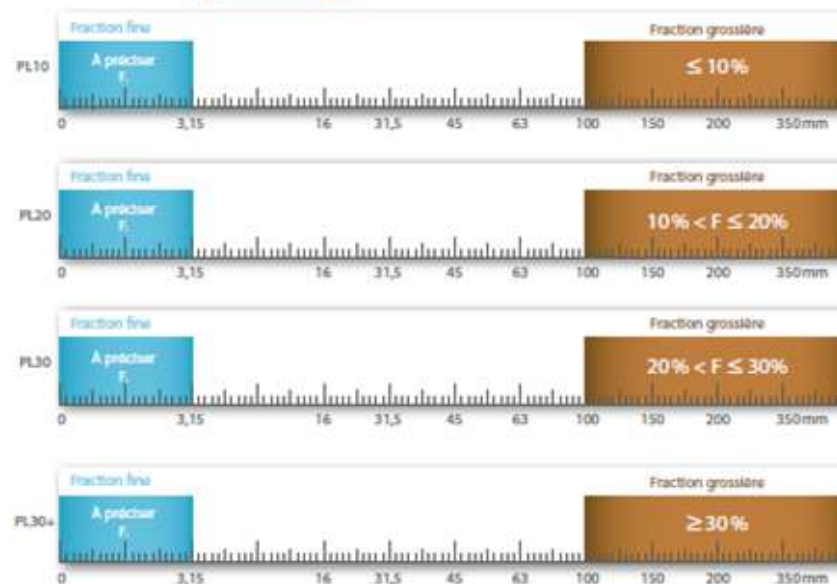 Fraction fine Fraction grossière
PL10 À préciser F. ≤ 10%
0 3,15 16 31,5 45 63 100 150 200 350mm
Fraction fine Fraction grossière
PL20 À préciser F. 10% < F ≤ 20%
0 3,15 16 31,5 45 63 100 150 200 350mm
Fraction fine Fraction grossière
PL30 À préciser F. 20% < F ≤ 30%
0 3,15 16 31,5 45 63 100 150 200 350mm
Fraction fine Fraction grossière
PL30+ À préciser F. ≥ 30%
0 3,15 16 31,5 45 63 100 150 200 350mm